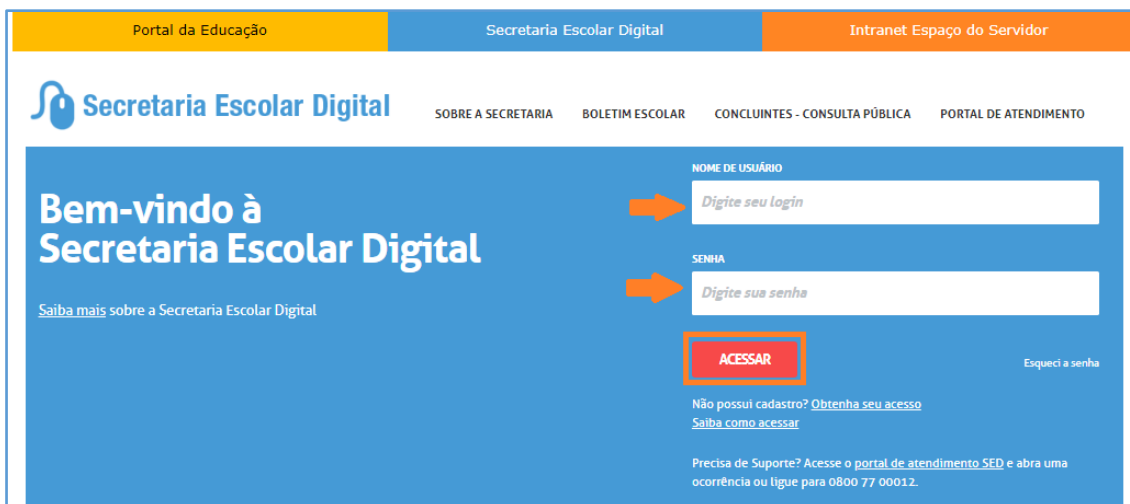 Portal da Educação
Secretaria Escolar Digital
Intranet Espaço do Servidor
Secretaria Escolar Digital
SOBRE A SECRETARIA
BOLETIM ESCOLAR
CONCLUINTES - CONSULTA PÚBLICA
PORTAL DE ATENDIMENTO
Bem-vindo à
Secretaria Escolar Digital
Saiba mais sobre a Secretaria Escolar Digital
NOME DE USUÁRIO
Digite seu login
SENHA
Digite sua senha
ACESSAR
Esqueci a senha
Não possui cadastro? Obtenha seu acesso
Saiba como acessar
Precisa de Suporte? Acesse o portal de atendimento SED e abra uma
ocorrência ou ligue para 0800 77 00012.